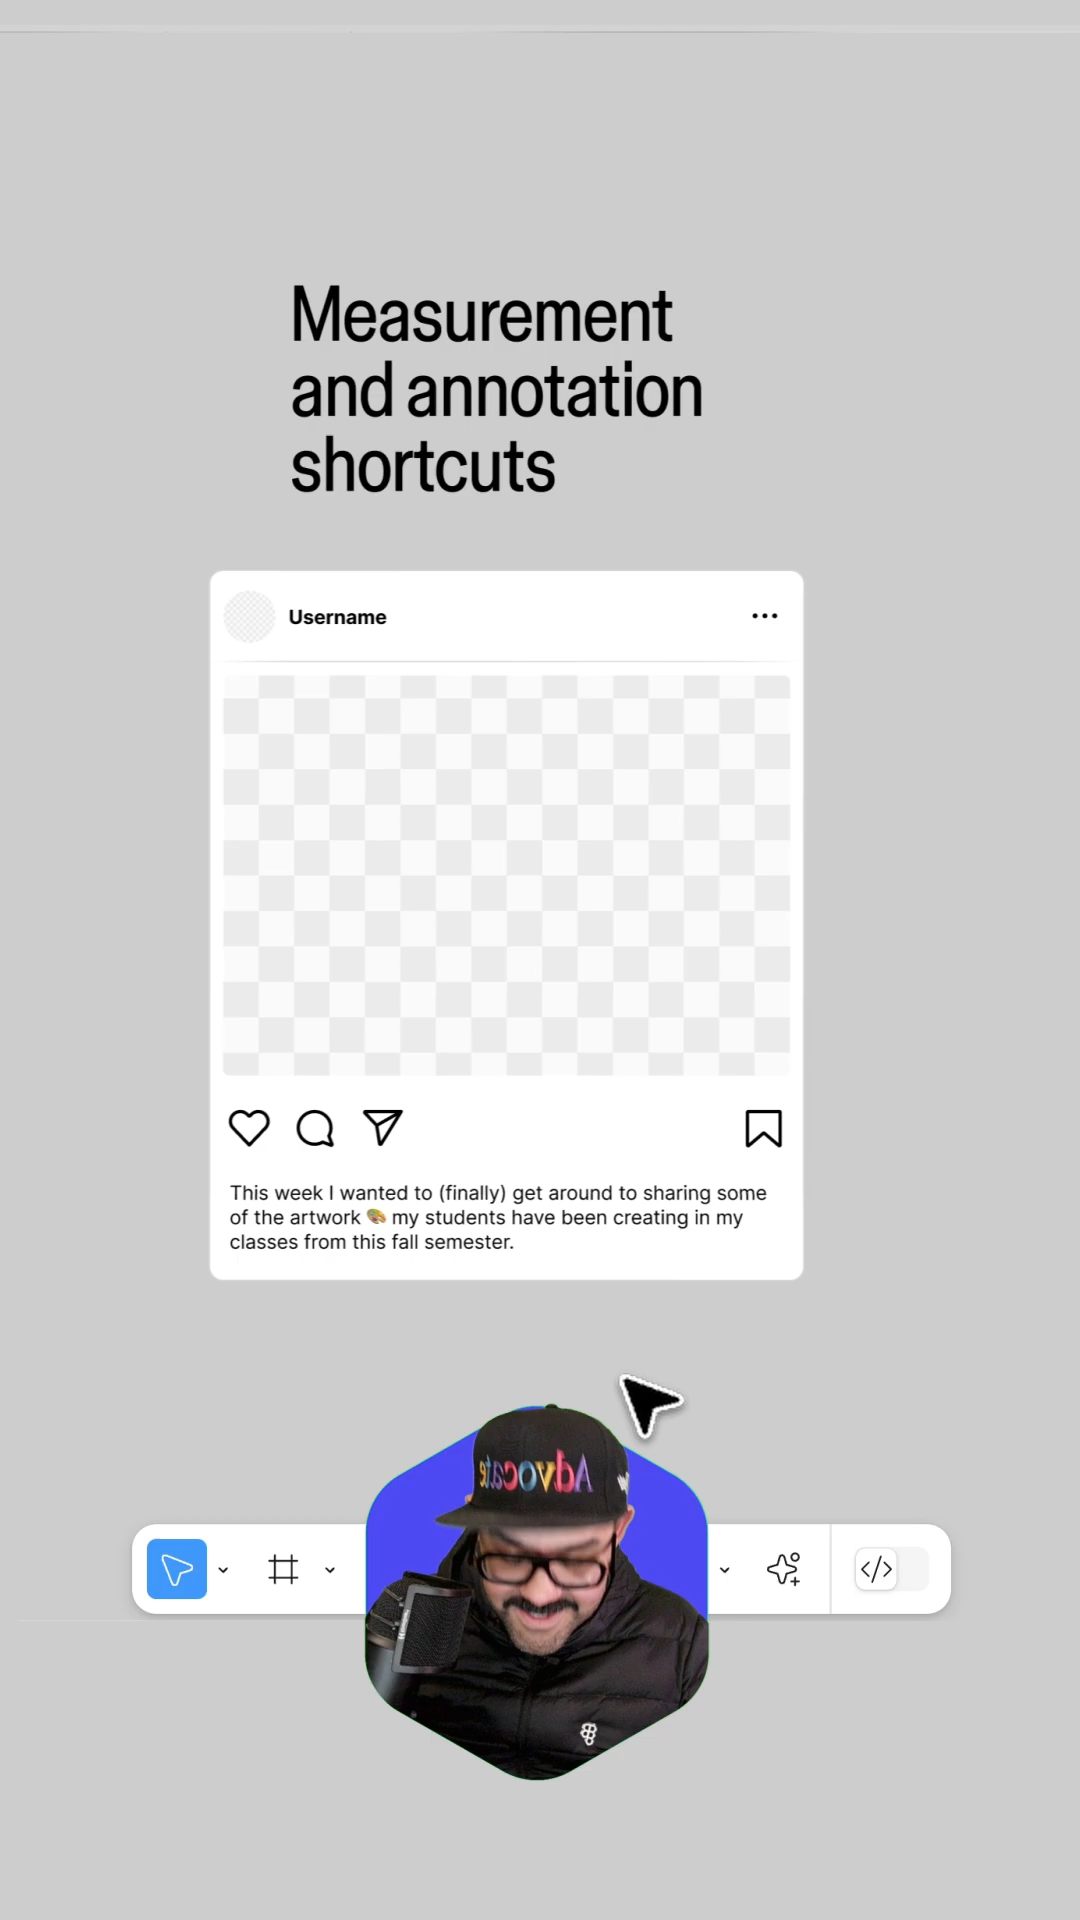 Measurement
and annotation
shortcuts
Username
This week I wanted to (finally) get around to sharing some
of the artwork 🎨 my students have been creating in my
classes from this fall semester.
Advocate